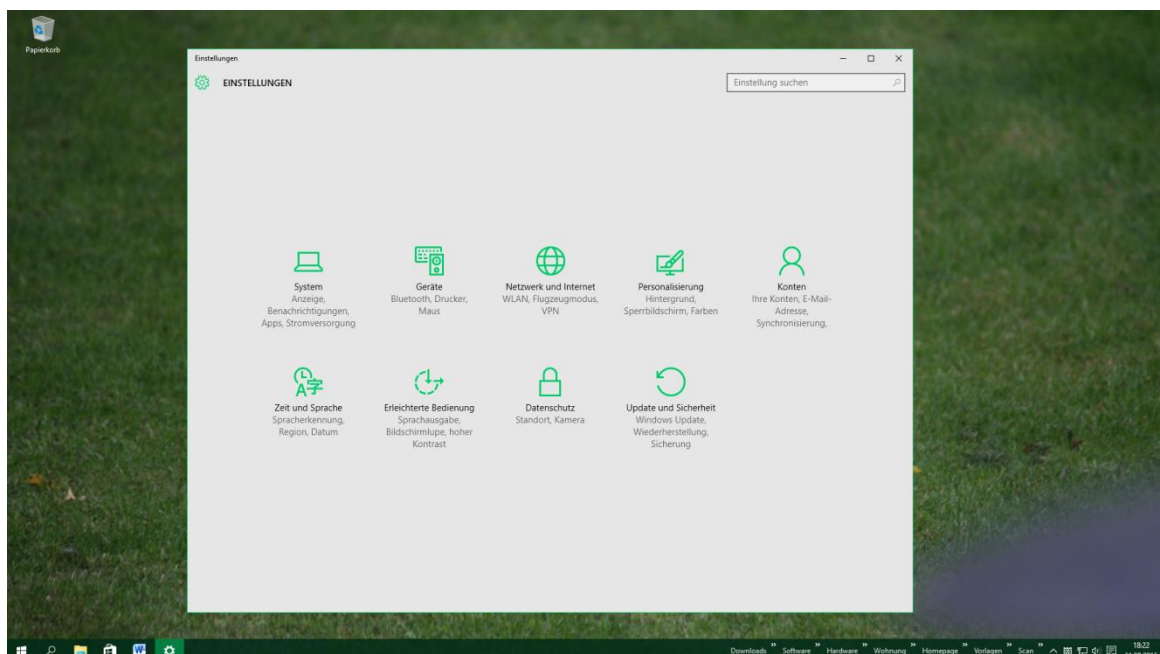 Papierkorb
Einstellungen
EINSTELLUNGEN
Einstellung suchen
System
Anzeige,
Benachrichtigungen,
Apps, Stromversorgung
Geräte
Bluetooth, Drucker,
Maus
Netzwerk und Internet
WLAN, Flugzeugmodus,
VPN
Personalisierung
Hintergrund,
Sperrbildschirm, Farben
Konten
Ihre Konten, E-Mail-
Adresse,
Synchronisierung,
Zeit und Sprache
Spracherkennung,
Region, Datum
Erleichterte Bedienung
Sprachausgabe,
Bildschirmlupe, hoher
Kontrast
Datenschutz
Standort, Kamera
Update und Sicherheit
Windows Update,
Wiederherstellung,
Sicherung
Downloads » Software » Hardware » Wohnung » Homepage » Vorlagen » Scan » 18:22